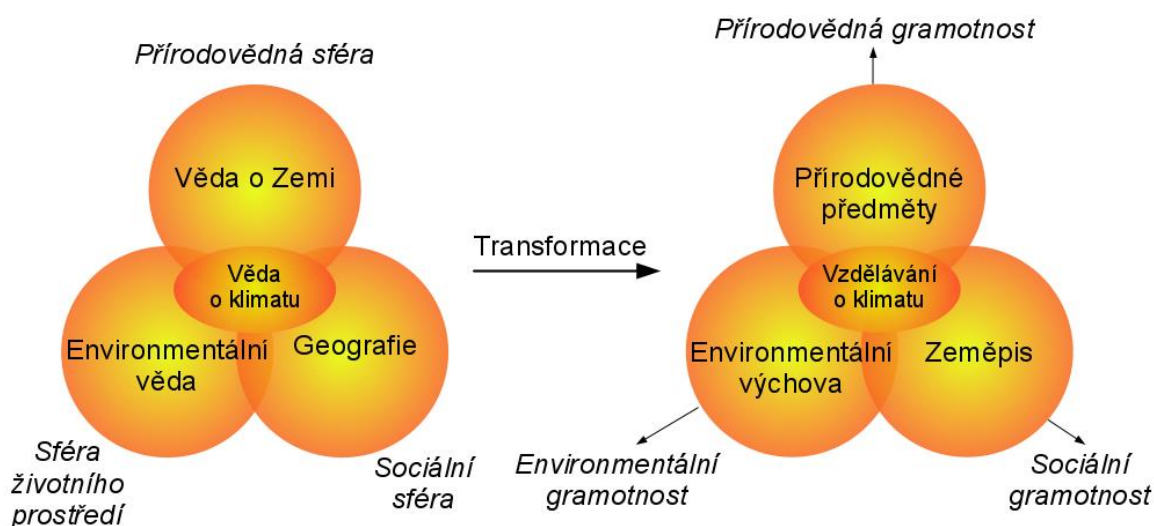 Přírodovědná sféra
Věda o Zemi
Věda
o klimatu
Environmentální
věda
Geografie
Sféra
životního
prostředí
Sociální
sféra
Transformace
Přírodovědná gramotnost
Přírodovědné
předměty
Vzdělávání
o klimatu
Environmentální
výchova
Zeměpis
Environmentální
gramotnost
Sociální
gramotnost